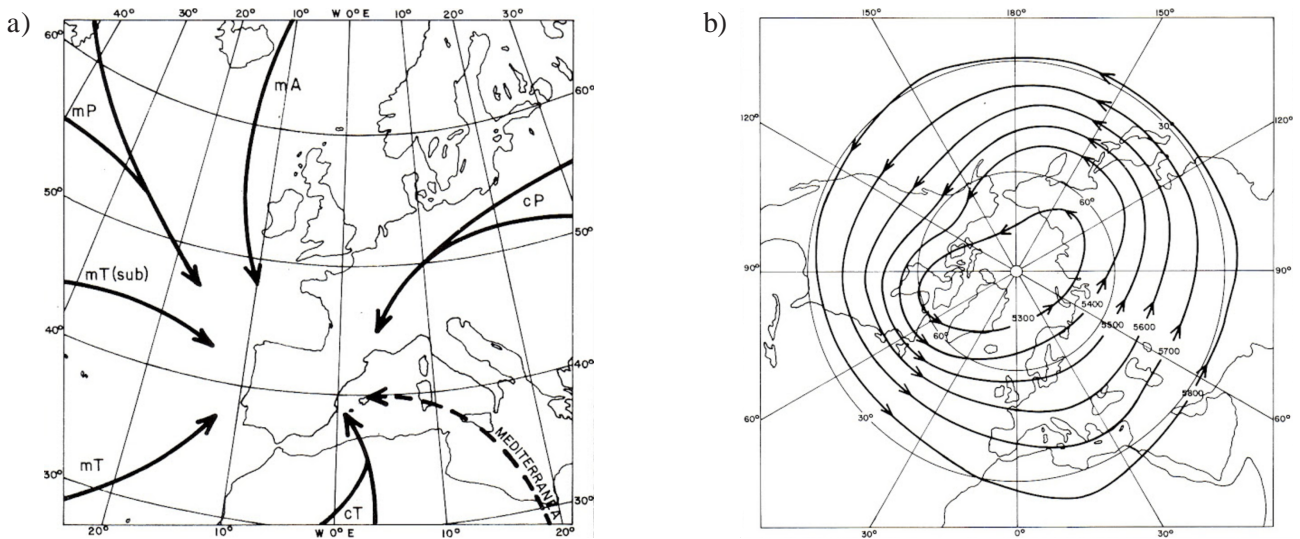 a)
40° 30° 20° 10° W 0° E 10° 20° 30°
60°
mA
mP
60°
50°
cP
50°
mT(sub)
40°
40°
MEDITERRANEA
mT
30°
cT
30°
20° 10° W 0° E 10° 20°
b)
150° 180° 150°
120° 120°
30°
60°
90° 90°
5300 5400
5500 5600
60°
5700
5800
30°
60° 60°
30° 0° 30°